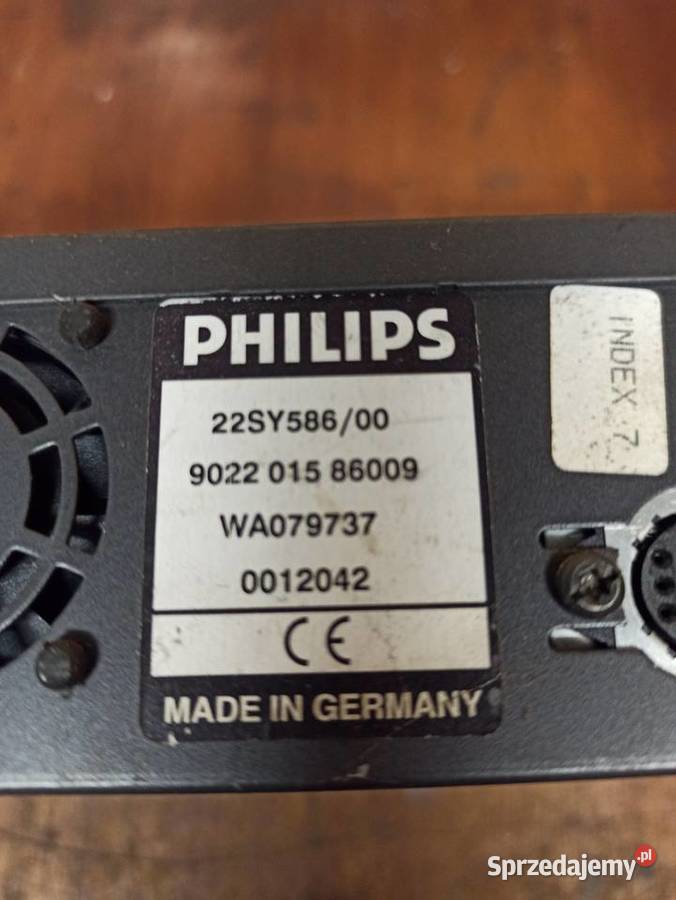 PHILIPS
22SY586/00
9022 015 86009
WA079737
0012042
CE
MADE IN GERMANY
INDEX 7
Sprzedajemy.pl